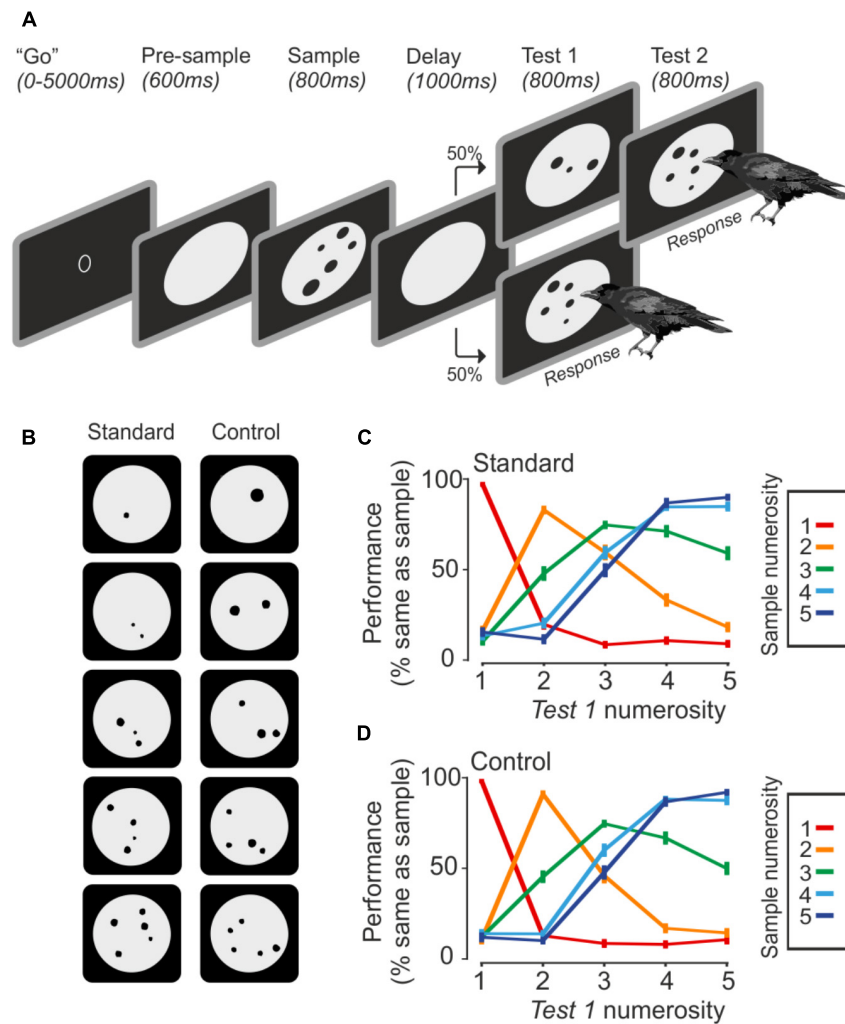 A
“Go”
(0-5000ms)
Pre-sample
(600ms)
Sample
(800ms)
Delay
(1000ms)
Test 1
(800ms)
Test 2
(800ms)
50%
Response
50%
Response
B
Standard
Control
C
Standard
Performance
(% same as sample)
100
50
0
1 2 3 4 5
Test 1 numerosity
Sample numerosity
1
2
3
4
5
D
Control
Performance
(% same as sample)
100
50
0
1 2 3 4 5
Test 1 numerosity
Sample numerosity
1
2
3
4
5